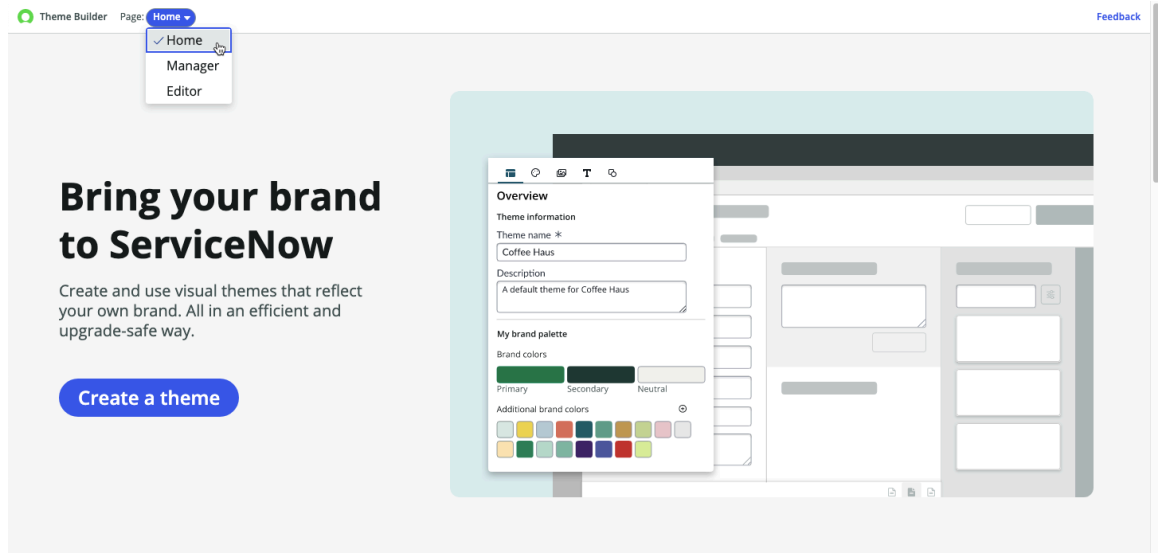 Theme Builder Page: Home Feedback
Home
Manager
Editor
Bring your brand
to ServiceNow
Create and use visual themes that reflect
your own brand. All in an efficient and
upgrade-safe way.
Create a theme
Overview
Theme information
Theme name *
Coffee Haus
Description
A default theme for Coffee Haus
My brand palette
Brand colors
Primary Secondary Neutral
Additional brand colors